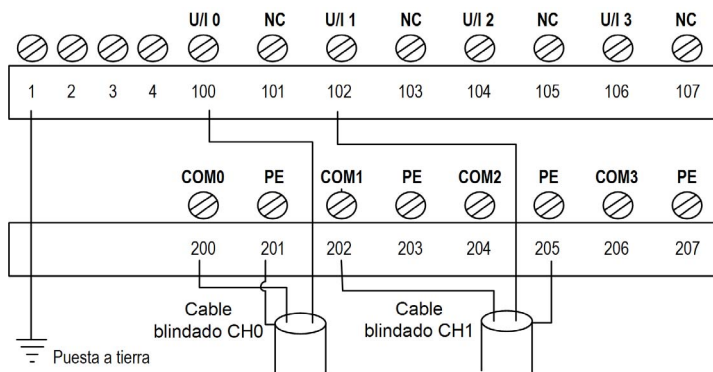 U/I 0 NC U/I 1 NC U/I 2 NC U/I 3 NC
1 2 3 4 100 101 102 103 104 105 106 107
COM0 PE COM1 PE COM2 PE COM3 PE
200 201 202 203 204 205 206 207
Cable
blindado CH0
Cable
blindado CH1
Puesta a tierra